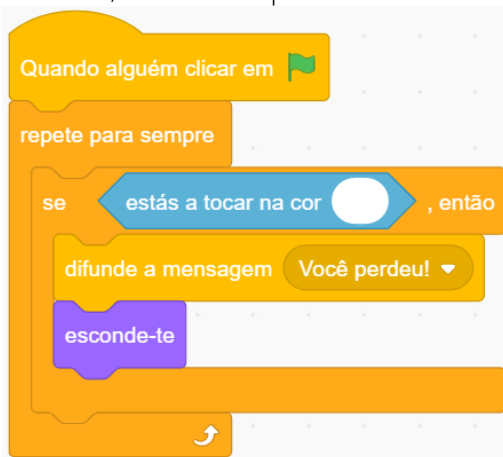 Quando alguém clicar em
repete para sempre
se estás a tocar na cor , então
difunde a mensagem Você perdeu!
esconde-te